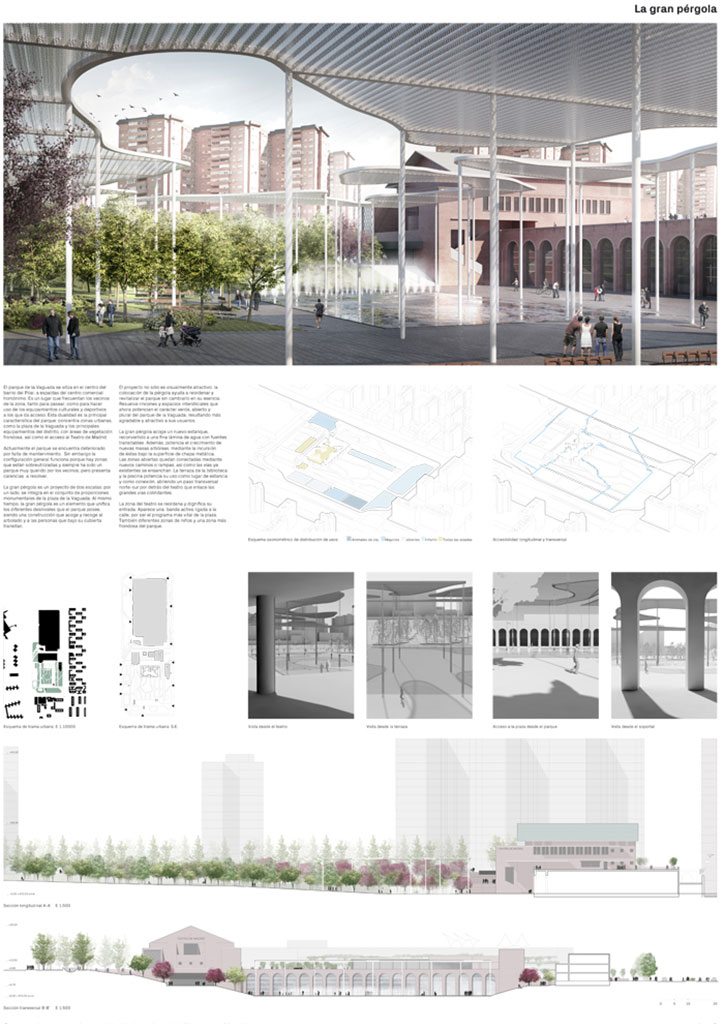 La gran pérgola
El parque de la Vaguada se sitúa en el centro del
barrio del Pilar, a espaldas del centro comercial
homónimo. Es un lugar que frecuentan los vecinos
de la zona, tanto para pasear, como para hacer
uso de los equipamientos culturales y deportivos
a los que da acceso. Esta dualidad es la principal
característica del parque: convertir zonas urbanas,
como la plaza de la Vaguada y los principales
equipamientos del distrito, con áreas de vegetación
frondosa, así como el acceso al Teatro de Madrid.
Actualmente el parque se encuentra deteriorado
por falta de mantenimiento. Sin embargo la
configuración general funciona porque hay zonas
que están y siempre ha sido un
parque muy querido por los vecinos, pero presenta
carencias a resolver.
La gran pérgola es un proyecto de dos escalas: por
un lado, se integra en el conjunto de proporciones
monumentales de la plaza de la Vaguada. Al mismo
tiempo, la gran pérgola es un elemento que unifica
los diferentes desniveles que el parque posee,
siendo una construcción que acoge y recoge al
arbolado y a las personas que bajo su cubierta
transitan.
El proyecto no sólo es visualmente atractivo: la
colocación de la pérgola ayuda a reordenar y
revitalizar el parque sin cambiarlo en su esencia.
Resuelve rincones y espacios intersticiales que
ahora potencian el carácter verde, abierto y
plural del parque de la Vaguada, resultando más
agradable y atractivo a sus usuarios.
La gran pérgola acoge un nuevo estanque,
reconvertido a una fina lámina de agua con fuentes
transitables. Además, potencia el crecimiento de
nuevas masas arbóreas, mediante la incursión
de éstas bajo la superficie de chapa metálica.
Las zonas abiertas quedan conectadas mediante
nuevos caminos o rampas, así como las que ya
existentes se ensanchan. La terraza de la biblioteca
y la piscina potencia su uso como lugar de estancia
y como conexión, abriendo un paso transversal
norte-sur por detrás del teatro que enlaza los
grandes
La zona del teatro se reordena y dignifica su
entrada. Aparece una banda activa ligada a la
calle, por ser el programa más vital de la plaza.
También diferentes zonas de niños y una zona más
frondosa del parque.
Esquema axonométrico de distribución de usos
Accesibilidad longitudinal y transversal
Esquema de trama urbana E 1:10000
Esquema de trama urbana S.E.
Vista desde el teatro
Vista desde la terraza
Acceso a la plaza desde el parque
Vista desde el soportal
Sección longitudinal A-A' E 1:500
Sección transversal B-B' E 1:500